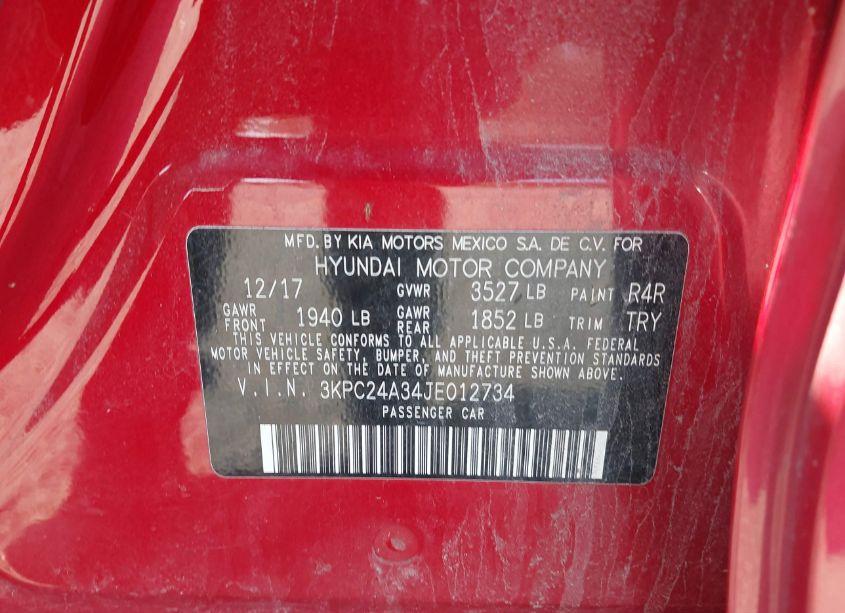 MFD. BY KIA MOTORS MEXICO S.A. DE C.V. FOR
HYUNDAI MOTOR COMPANY
12/17 GVWR 3527 LB PAINT R4R
GAWR FRONT 1940 LB GAWR REAR 1852 LB TRIM TRY
THIS VEHICLE CONFORMS TO ALL APPLICABLE U.S.A. FEDERAL
MOTOR VEHICLE SAFETY, BUMPER, AND THEFT PREVENTION STANDARDS
IN EFFECT ON THE DATE OF MANUFACTURE SHOWN ABOVE.
V.I.N. 3KPC24A34JE012734
PASSENGER CAR